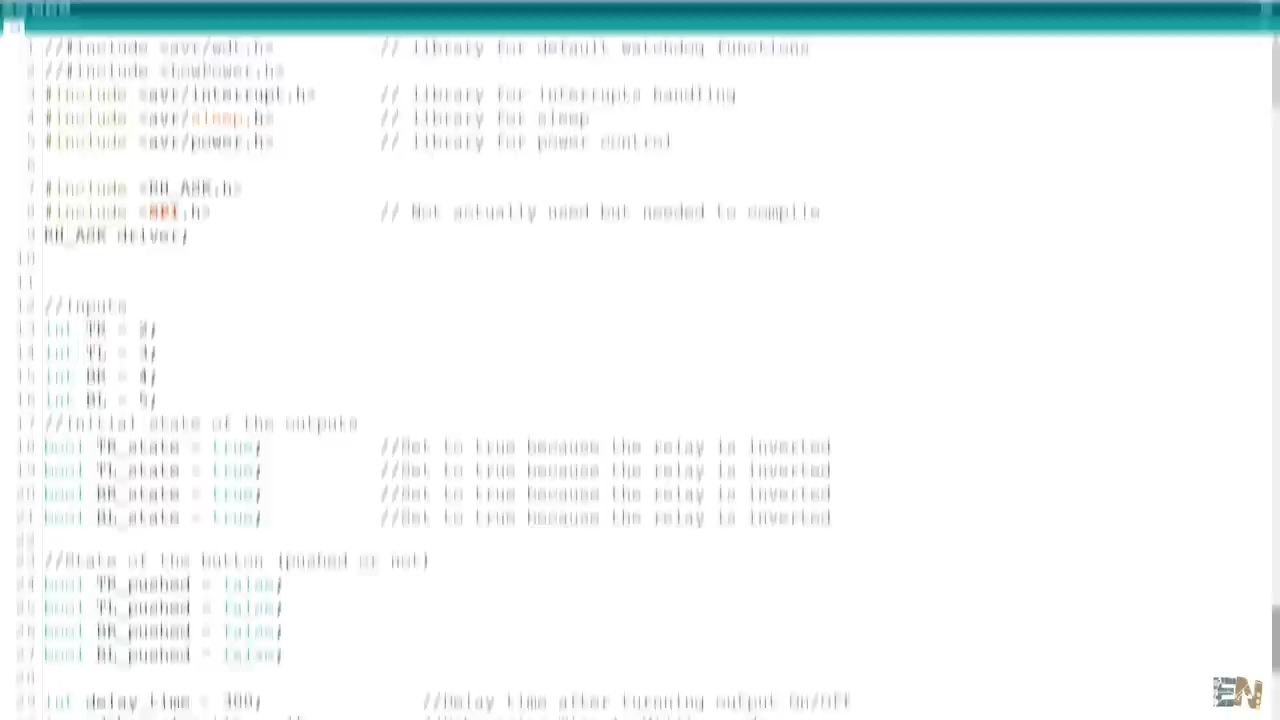 1 //#include <avr/wdt.h> // library for default watchdog functions
2 //#include <showPower.h>
3 #include <avr/interrupt.h> // library for interrupts handling
4 #include <avr/sleep.h> // library for sleep
5 #include <avr/power.h> // library for power control
6
7 #include <RH_ASK.h>
8 #include <SPI.h> // Not actually used but needed to compile
9 RH_ASK driver;
10
11
12 //Inputs
13 int TR = 2;
14 int TL = 3;
15 int BR = 4;
16 int BL = 5;
17 //Initial state of the outputs
18 bool TR_state = true; //Set to true because the relay is inverted
19 bool TL_state = true; //Set to true because the relay is inverted
20 bool BR_state = true; //Set to true because the relay is inverted
21 bool BL_state = true; //Set to true because the relay is inverted
22
23 //State of the button (pushed or not)
24 bool TR_pushed = false;
25 bool TL_pushed = false;
26 bool BR_pushed = false;
27 bool BL_pushed = false;
28
29 int delay_time = 300; //Delay one after turning output On/Off
EN